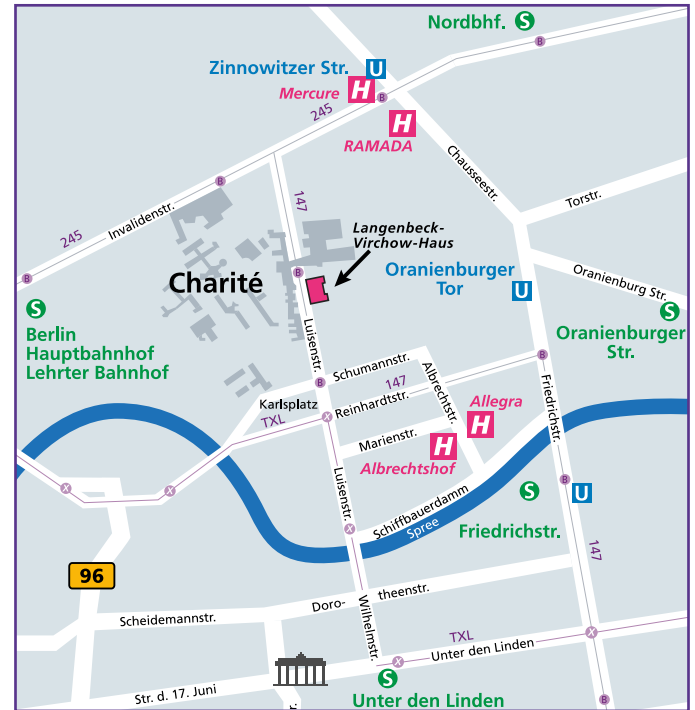 Nordbhf. S
Zinnowitzer Str. U
Mercure H
245
H
RAMADA
Chausseestr.
B
B
B
B
147
Torstr.
Invalidenstr.
245
Langenbeck-
Virchow-Haus
Charité
B
Oranienburger
Tor
U
Oranienburg Str.
S
Oranienburger
Str.
S
Berlin
Hauptbahnhof
Lehrter Bahnhof
Luisenstr.
Schumannstr.
B
B
147
Albrechtstr.
Friedrichstr.
Karlsplatz
Reinhardtstr.
X
TXL
Allegra
H
Marienstr.
H
Albrechtshof
X
X
Luisenstr.
Schiffbauerdamm
Spree
X
B
S
U
Friedrichstr.
147
96
Doro-
theenstr.
Scheidemannstr.
Wilhelmstr.
TXL
X
Unter den Linden
X
Str. d. 17. Juni
S
Unter den Linden
B